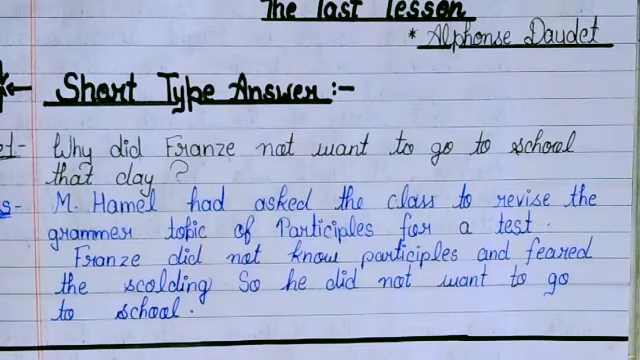 The last lesson
* Alphonse Daudet
Short Type Answer :-
Why did Franze not want to go to school
that day ?
M. Hamel had asked the class to revise the
grammer topic of Participles for a test.
Franze did not know participles and feared
the scolding So he did not want to go
to school.